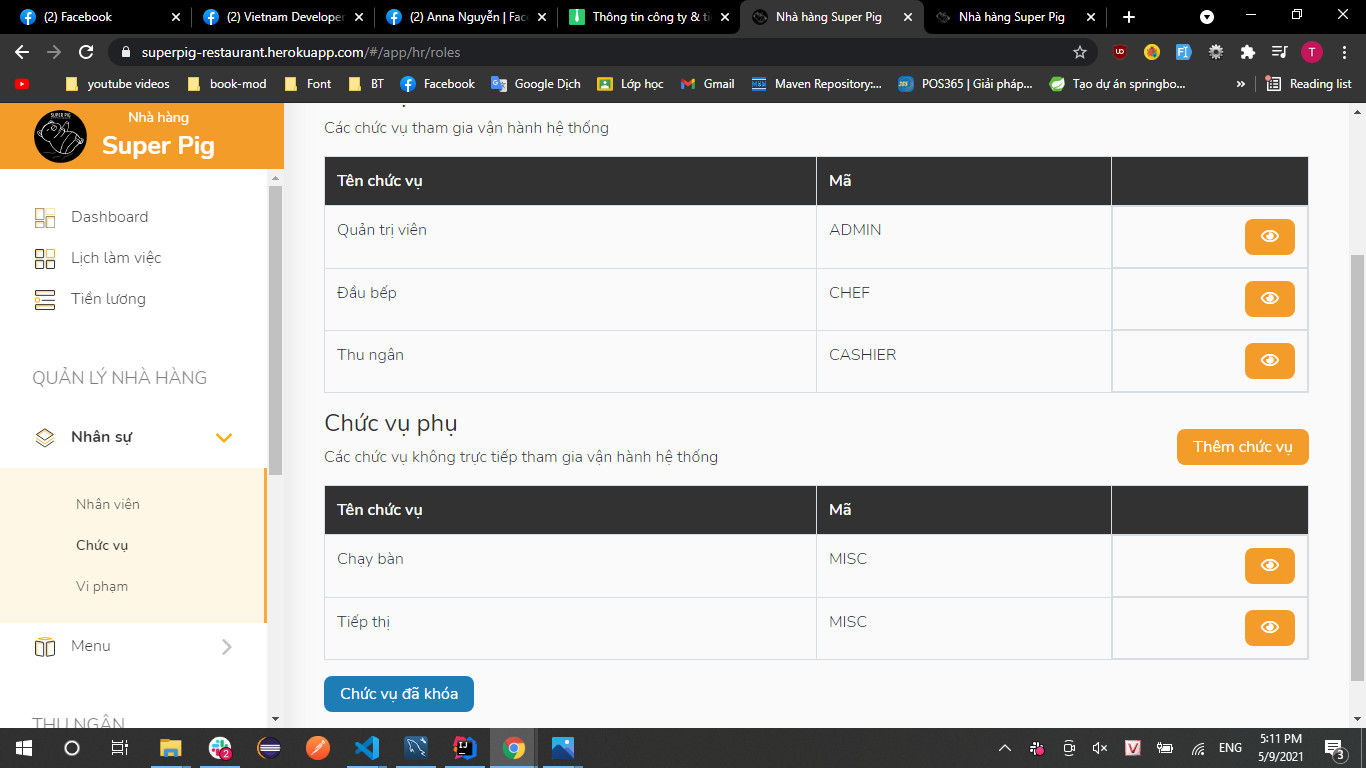 (2) Facebook
(2) Vietnam Developer
(2) Anna Nguyễn | Fac
Thông tin công ty & ti
Nhà hàng Super Pig
Nhà hàng Super Pig
superpig-restaurant.herokuapp.com/#/app/hr/roles
T
youtube videos
book-mod
Font
BT
Facebook
Google Dịch
Lớp học
Gmail
Maven Repository:...
POS365 | Giải pháp...
Tạo dự án springbo...
»
Reading list
Nhà hàng
Super Pig
Dashboard
Lịch làm việc
Tiền lương
QUẢN LÝ NHÀ HÀNG
Nhân sự
Nhân viên
Chức vụ
Vi phạm
Menu
THU NGÂN
Các chức vụ tham gia vận hành hệ thống
Tên chức vụ Mã
Quản trị viên ADMIN
Đầu bếp CHEF
Thu ngân CASHIER
Chức vụ phụ
Các chức vụ không trực tiếp tham gia vận hành hệ thống
Thêm chức vụ
Tên chức vụ Mã
Chạy bàn MISC
Tiếp thị MISC
Chức vụ đã khóa
2
IJ
V
ENG
5:11 PM
5/9/2021
3